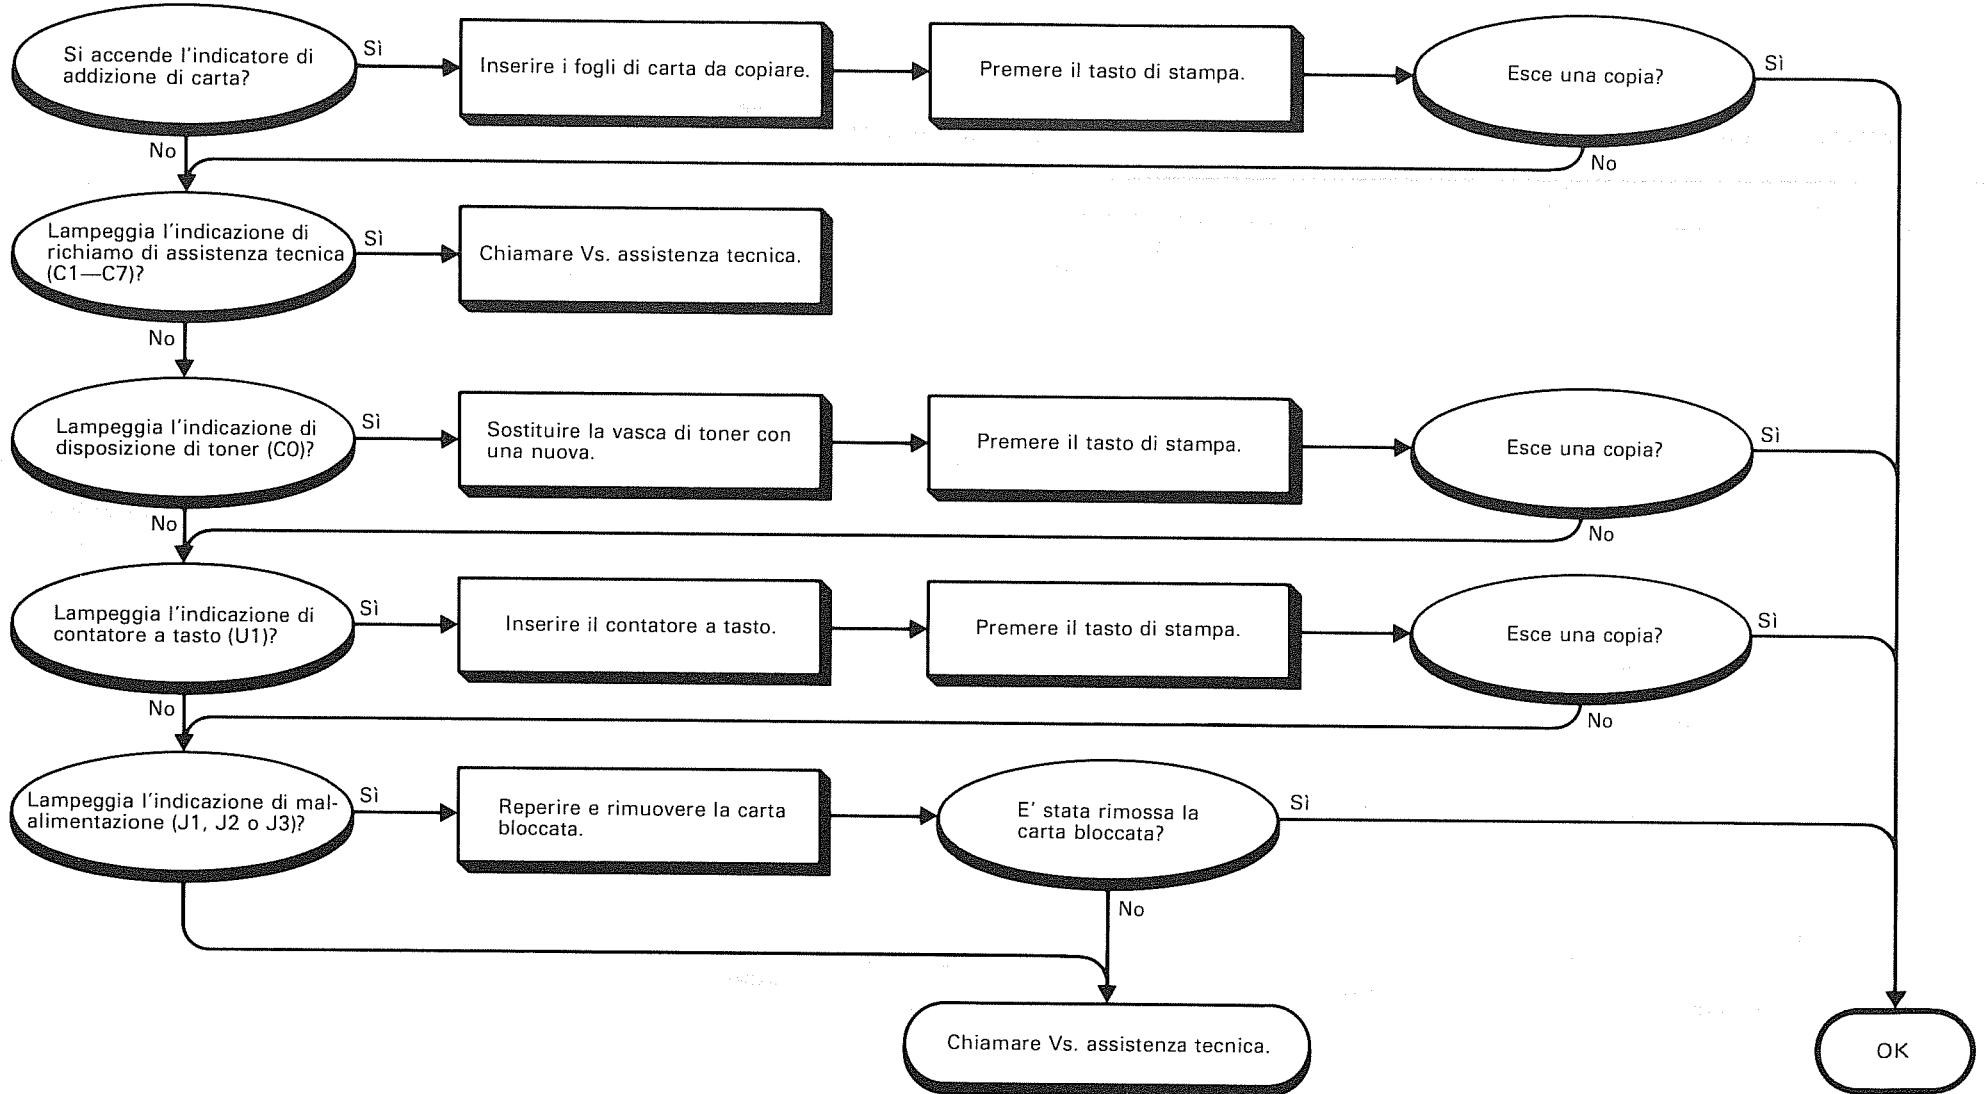 Si accende l'indicatore di
addizione di carta?
Sì
Inserire i fogli di carta da copiare.
Premere il tasto di stampa.
Esce una copia?
Sì
No
No
Lampeggia l'indicazione di
richiamo di assistenza tecnica
(C1—C7)?
Sì
Chiamare Vs. assistenza tecnica.
No
Lampeggia l'indicazione di
disposizione di toner (C0)?
Sì
Sostituire la vasca di toner con
una nuova.
Premere il tasto di stampa.
Esce una copia?
Sì
No
No
Lampeggia l'indicazione di
contatore a tasto (U1)?
Sì
Inserire il contatore a tasto.
Premere il tasto di stampa.
Esce una copia?
Sì
No
No
Lampeggia l'indicazione di mal-
alimentazione (J1, J2 o J3)?
Sì
Reperire e rimuovere la carta
bloccata.
E' stata rimossa la
carta bloccata?
Sì
No
Chiamare Vs. assistenza tecnica.
OK